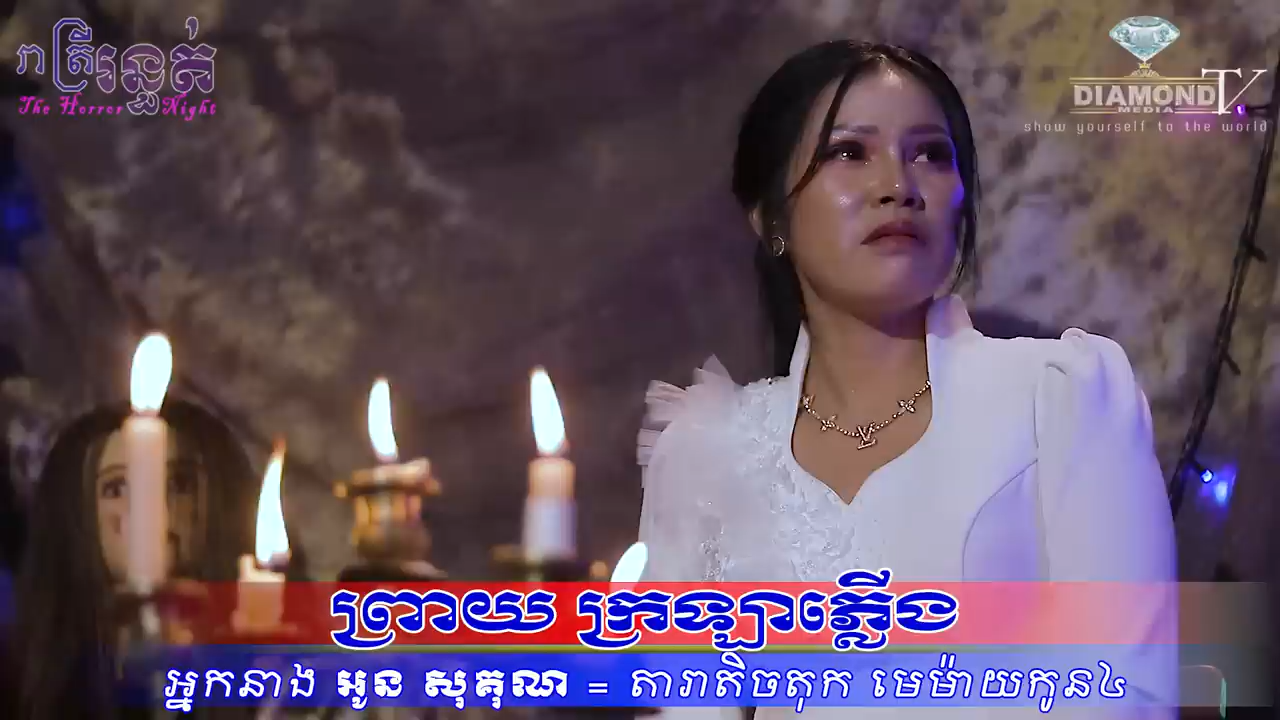 រាត្រីរន្ធត់
The Horror Night
DIAMOND TV
MEDIA
show yourself to the world
ព្រាយ ក្រឡាភ្លើង
អ្នកនាង អូន សុគុណ = តារាតិចតុក មេម៉ាយកូន៤